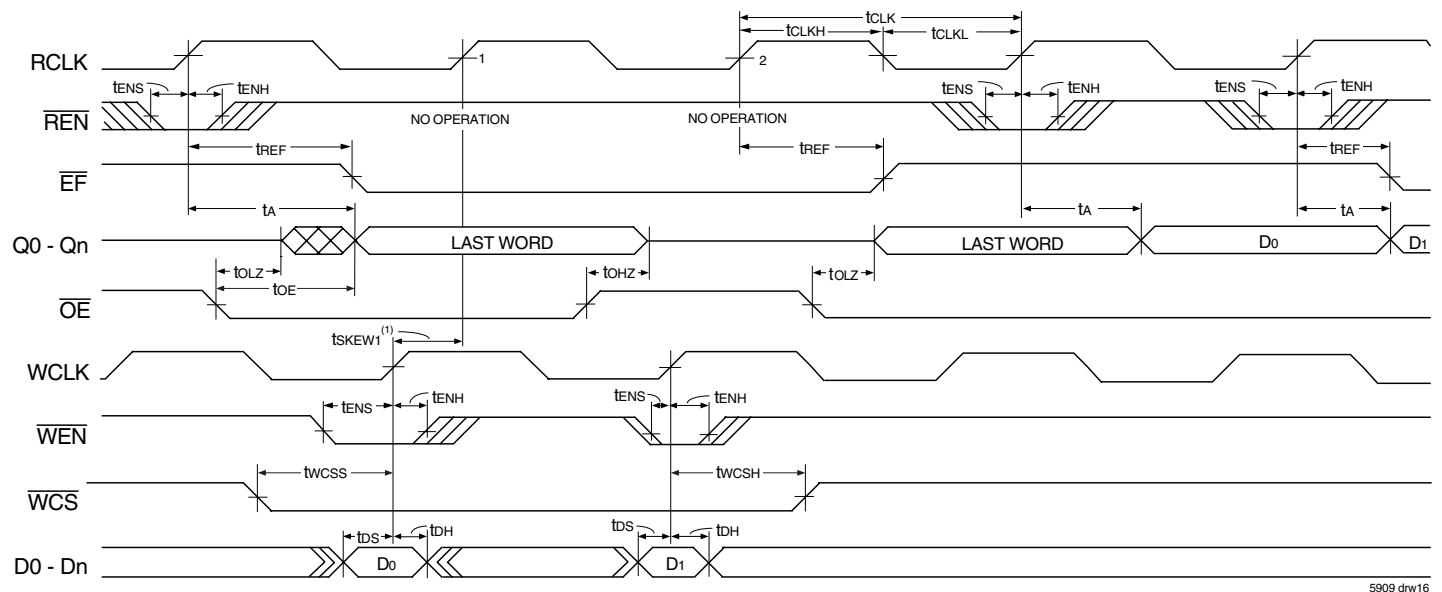 tCLK
tCLKH tCLKL
RCLK 1 2
tENS tENH tENS tENH tENS tENH
REN NO OPERATION NO OPERATION
tREF tREF tREF
EF
tA tA tA
Q0 - Qn LAST WORD LAST WORD D0 D1
tOLZ tOHZ tOLZ
tOE
OE
tSKEW1(1)
WCLK
tENS tENH tENS tENH
WEN
tWCSS tWCSH
WCS
tDS tDH tDS tDH
D0 - Dn D0 D1
5909 drw16